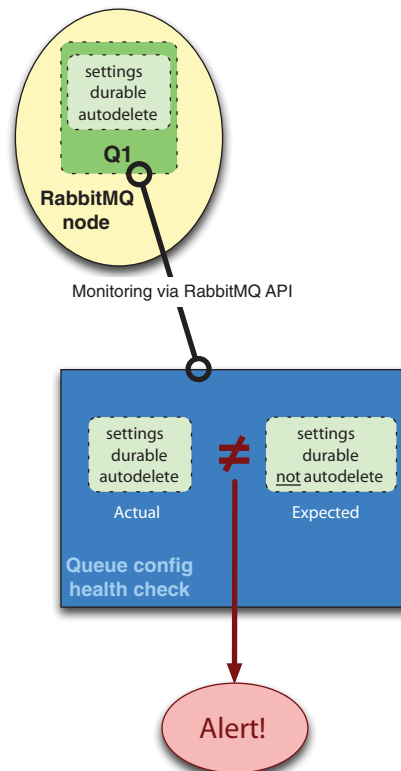 settings
durable
autodelete
Q1
RabbitMQ
node
Monitoring via RabbitMQ API
settings
durable
autodelete
≠
settings
durable
not autodelete
Actual
Expected
Queue config
health check
Alert!